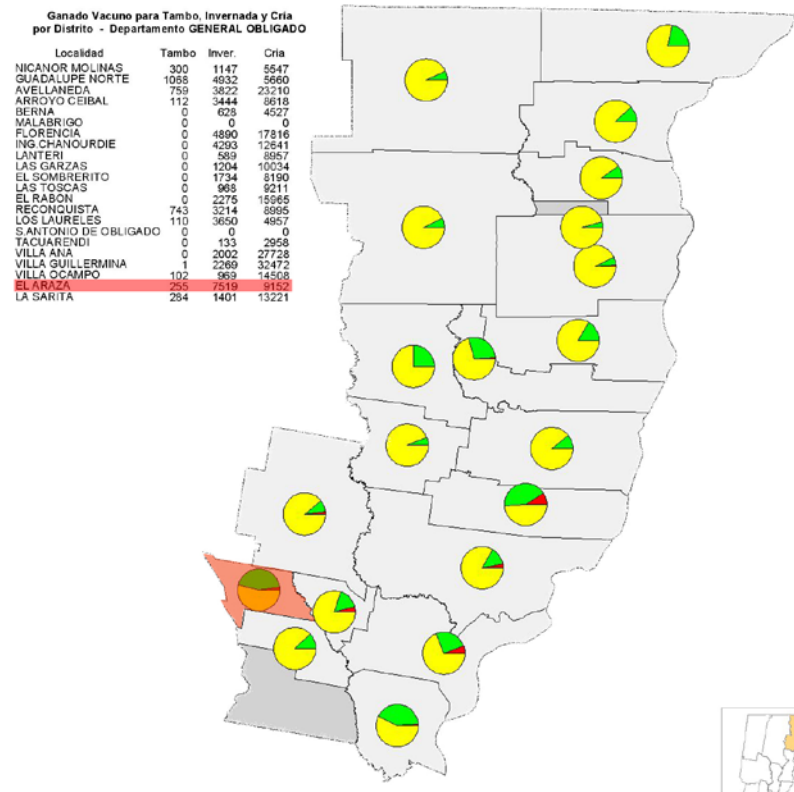 Ganado Vacuno para Tambo, Invernada y Cría
por Distrito - Departamento GENERAL OBLIGADO
Localidad Tambo Inver. Cria
NICANOR MOLINAS 300 1147 5547
GUADALUPE NORTE 1068 4932 5660
AVELLANEDA 759 3822 23210
ARROYO CEIBAL 112 3444 8618
BERNA 0 628 4527
MALABRIGO 0 0 0
FLORENCIA 0 4890 17816
ING.CHANOURDIE 0 4293 12641
LANTERI 0 589 8957
LAS GARZAS 0 1204 10034
EL SOMBRERITO 0 1734 8190
LAS TOSCAS 0 968 9211
EL RABON 0 2275 15965
RECONQUISTA 743 3214 8995
LOS LAURELES 110 3650 4957
S.ANTONIO DE OBLIGADO 0 0 0
TACUARENDI 0 133 2958
VILLA ANA 0 2002 27728
VILLA GUILLERMINA 1 2269 32472
VILLA OCAMPO 102 969 14508
EL ARAZA 255 7519 9152
LA SARITA 284 1401 13221